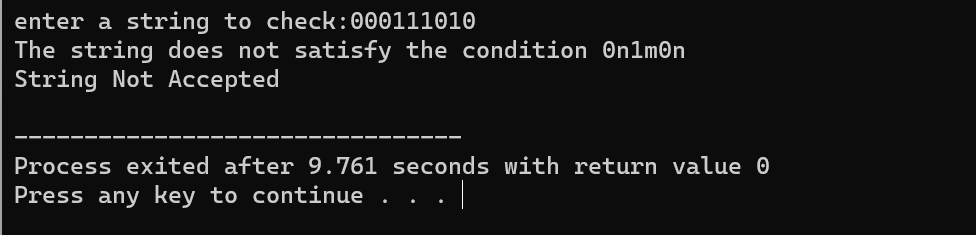 enter a string to check:000111010
The string does not satisfy the condition 0n1m0n
String Not Accepted
--------------------------------
Process exited after 9.761 seconds with return value 0
Press any key to continue . . .